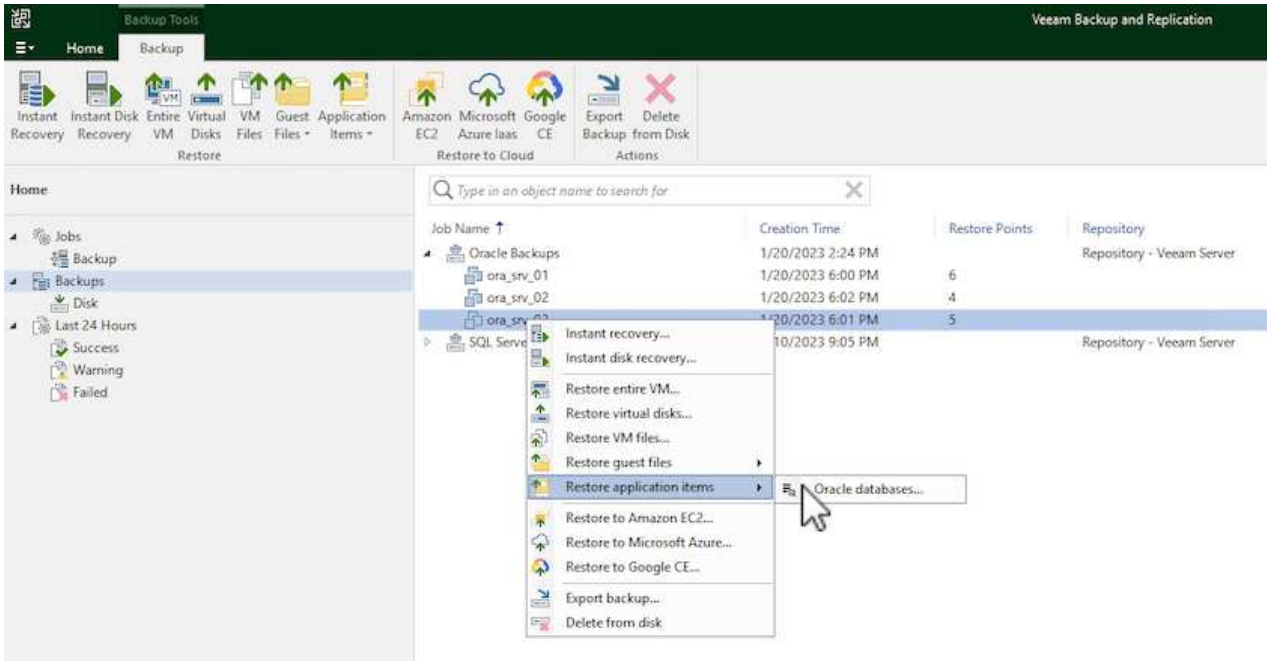 Backup Tools
Veeam Backup and Replication
Home Backup
Instant Recovery
Instant Disk Recovery
Entire VM
Virtual Disks
VM Files
Guest Files
Application Items
Restore
Amazon EC2
Microsoft Azure Iaas
Google CE
Restore to Cloud
Export Backup
Delete from Disk
Actions
Home
Type in an object name to search for
Jobs
Backup
Backups
Disk
Last 24 Hours
Success
Warning
Failed
Job Name Creation Time Restore Points Repository
Oracle Backups 1/20/2023 2:24 PM Repository - Veeam Server
ora_srv_01 1/20/2023 6:00 PM 6
ora_srv_02 1/20/2023 6:02 PM 4
1/20/2023 6:01 PM 5
SQL Serve 10/2023 9:05 PM Repository - Veeam Server
Instant recovery...
Instant disk recovery...
Restore entire VM...
Restore virtual disks...
Restore VM files...
Restore guest files
Restore application items
Oracle databases...
Restore to Amazon EC2...
Restore to Microsoft Azure...
Restore to Google CE...
Export backup...
Delete from disk